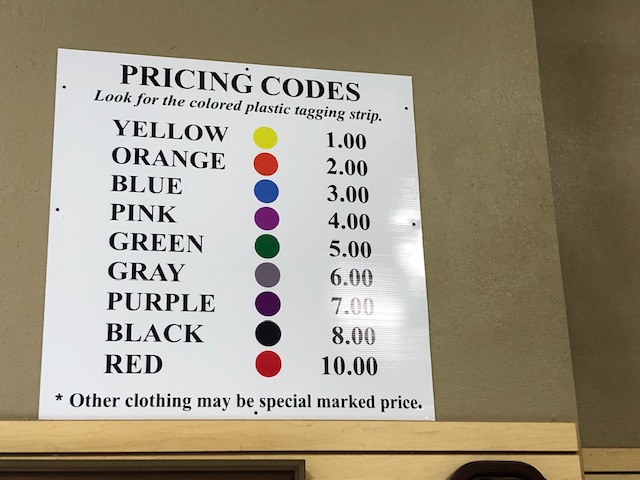 PRICING CODES
Look for the colored plastic tagging strip.
YELLOW 1.00
ORANGE 2.00
BLUE 3.00
PINK 4.00
GREEN 5.00
GRAY 6.00
PURPLE 7.00
BLACK 8.00
RED 10.00
* Other clothing may be special marked price.